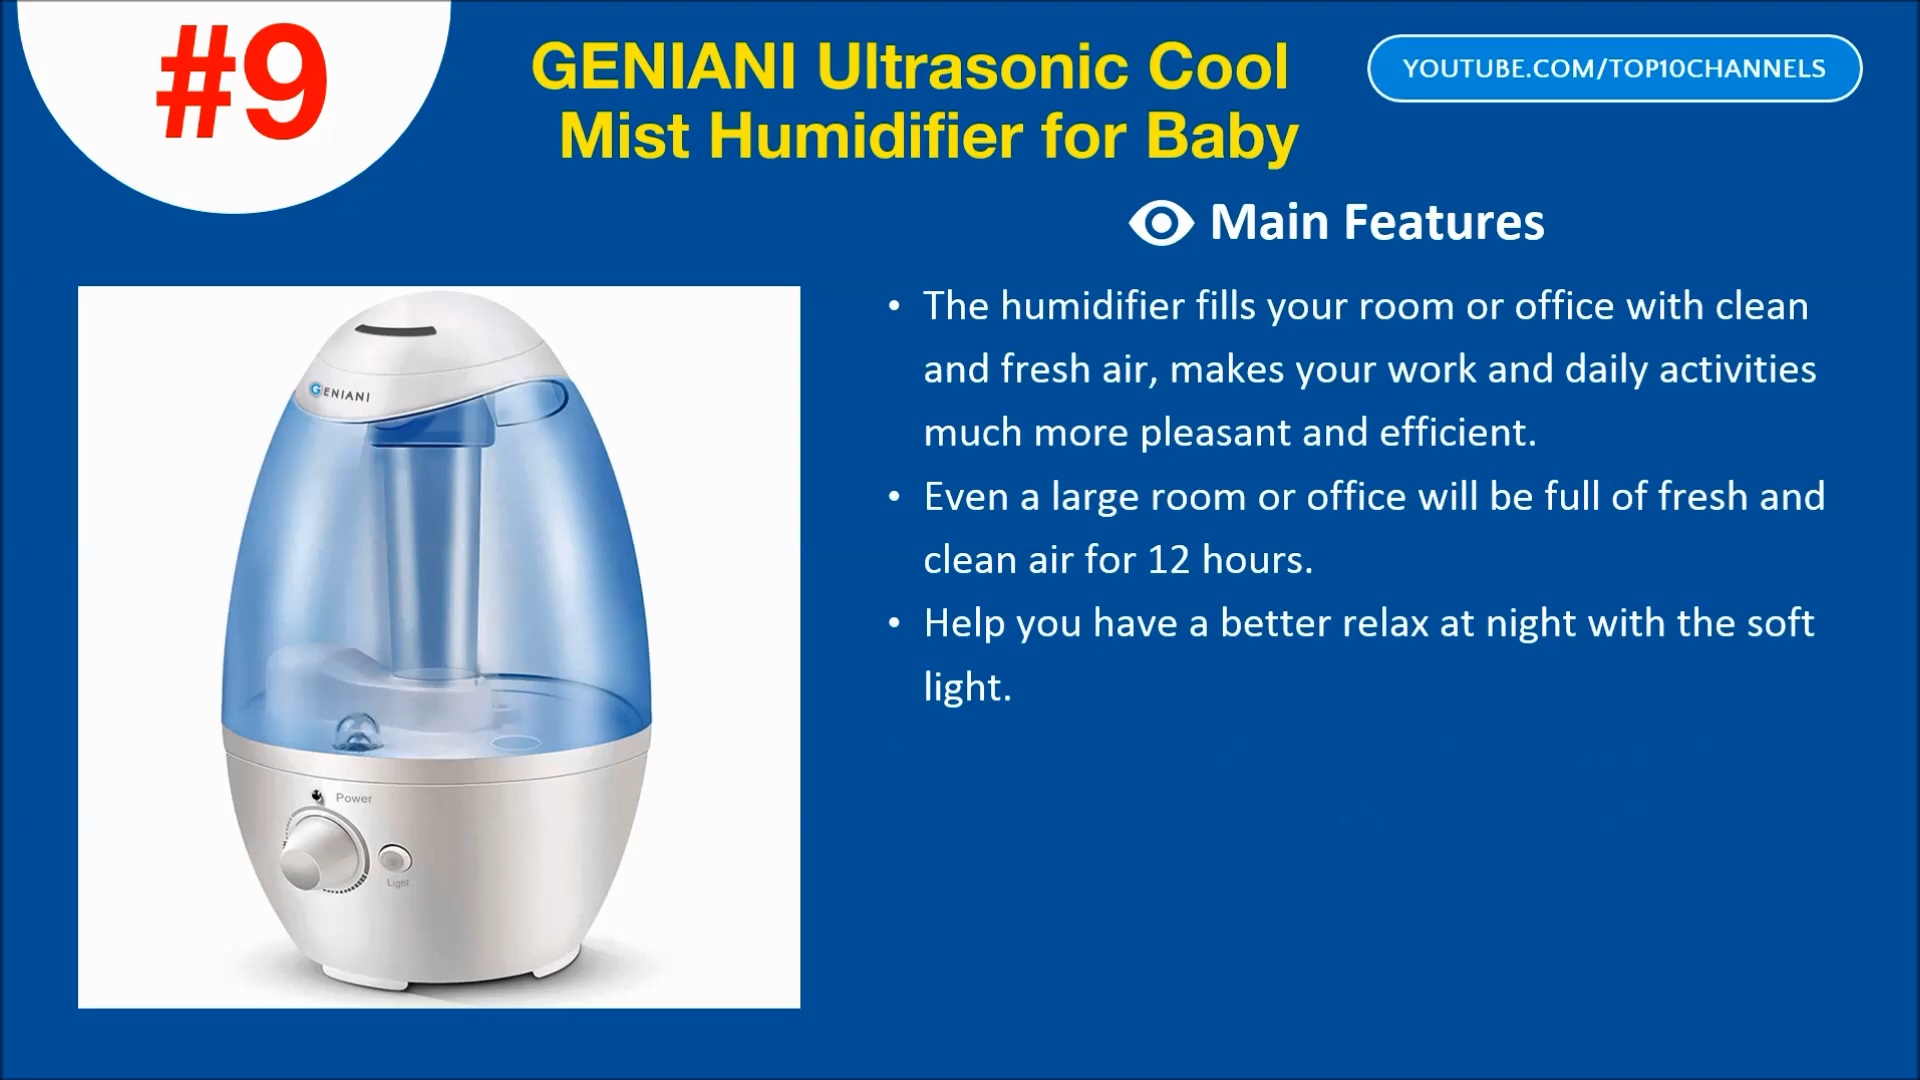 #9
GENIANI Ultrasonic Cool
Mist Humidifier for Baby
YOUTUBE.COM/TOP10CHANNELS
Main Features
• The humidifier fills your room or office with clean
and fresh air, makes your work and daily activities
much more pleasant and efficient.
• Even a large room or office will be full of fresh and
clean air for 12 hours.
• Help you have a better relax at night with the soft
light.
GENIANI
Power
Light